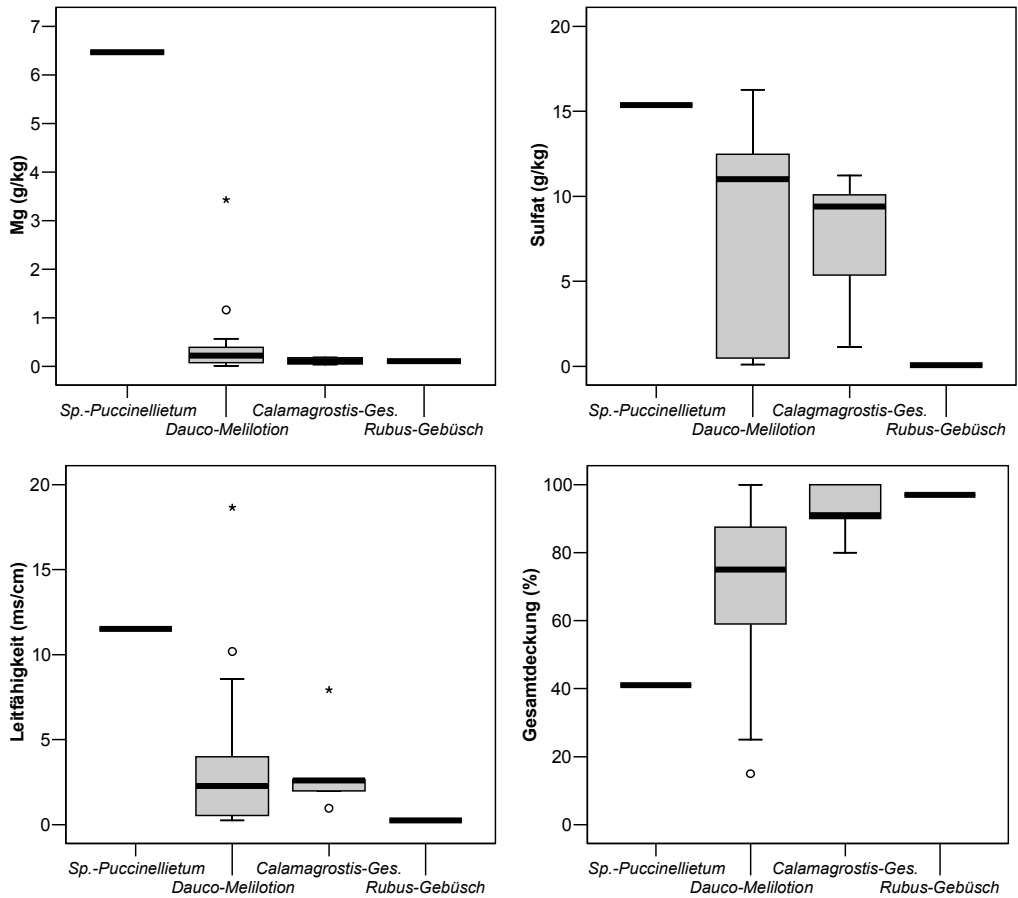 7
6
5
4
3
2
1
0
Mg (g/kg)
Sp.-Puccinellietum
Calamagrostis-Ges.
Dauco-Melilotion
Rubus-Gebüsch
20
15
10
5
0
Sulfat (g/kg)
Sp.-Puccinellietum
Calagmagrostis-Ges.
Dauco-Melilotion
Rubus-Gebüsch
20
15
10
5
0
Leitfähigkeit (ms/cm)
Sp.-Puccinellietum
Calamagrostis-Ges.
Dauco-Melilotion
Rubus-Gebüsch
100
80
60
40
20
0
Gesamtdeckung (%)
Sp.-Puccinellietum
Calamagrostis-Ges.
Dauco-Melilotion
Rubus-Gebüsch